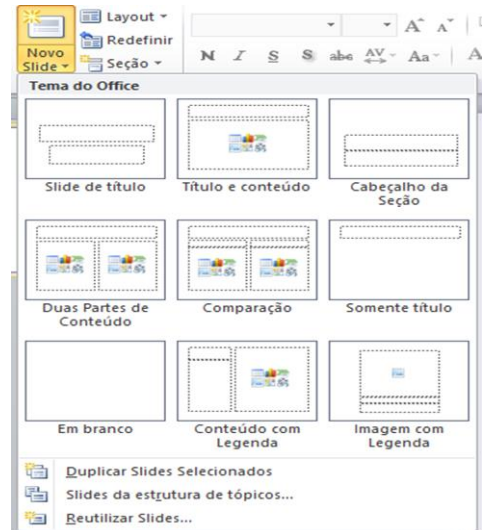 Layout
Redefinir
Novo Slide
Seção
N I S S abc AV Aa A
A A
Tema do Office
Slide de título
Título e conteúdo
Cabeçalho da Seção
Duas Partes de Conteúdo
Comparação
Somente título
Em branco
Conteúdo com Legenda
Imagem com Legenda
Duplicar Slides Selecionados
Slides da estrutura de tópicos...
Reutilizar Slides...